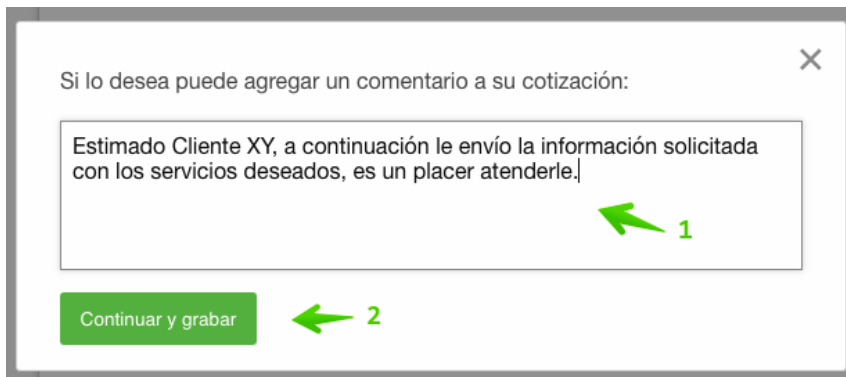 Si lo desea puede agregar un comentario a su cotización:
Estimado Cliente XY, a continuación le envío la información solicitada
con los servicios deseados, es un placer atenderle.
1
Continuar y grabar
2